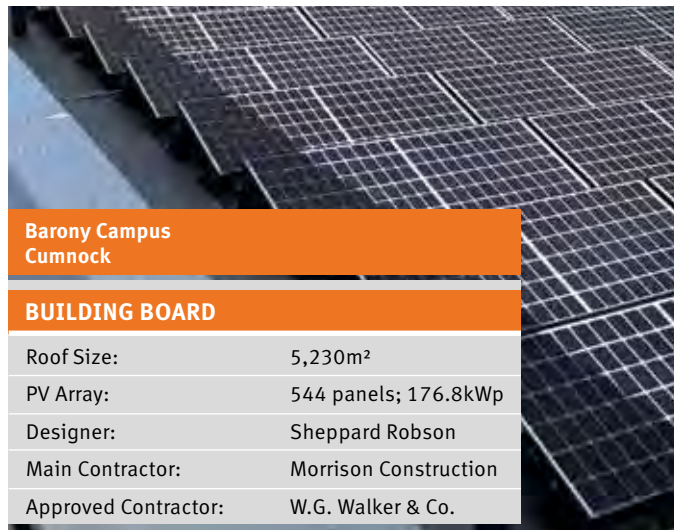 Barony Campus
Cumnock
BUILDING BOARD
Roof Size: 5,230m²
PV Array: 544 panels; 176.8kWp
Designer: Sheppard Robson
Main Contractor: Morrison Construction
Approved Contractor: W.G. Walker & Co.